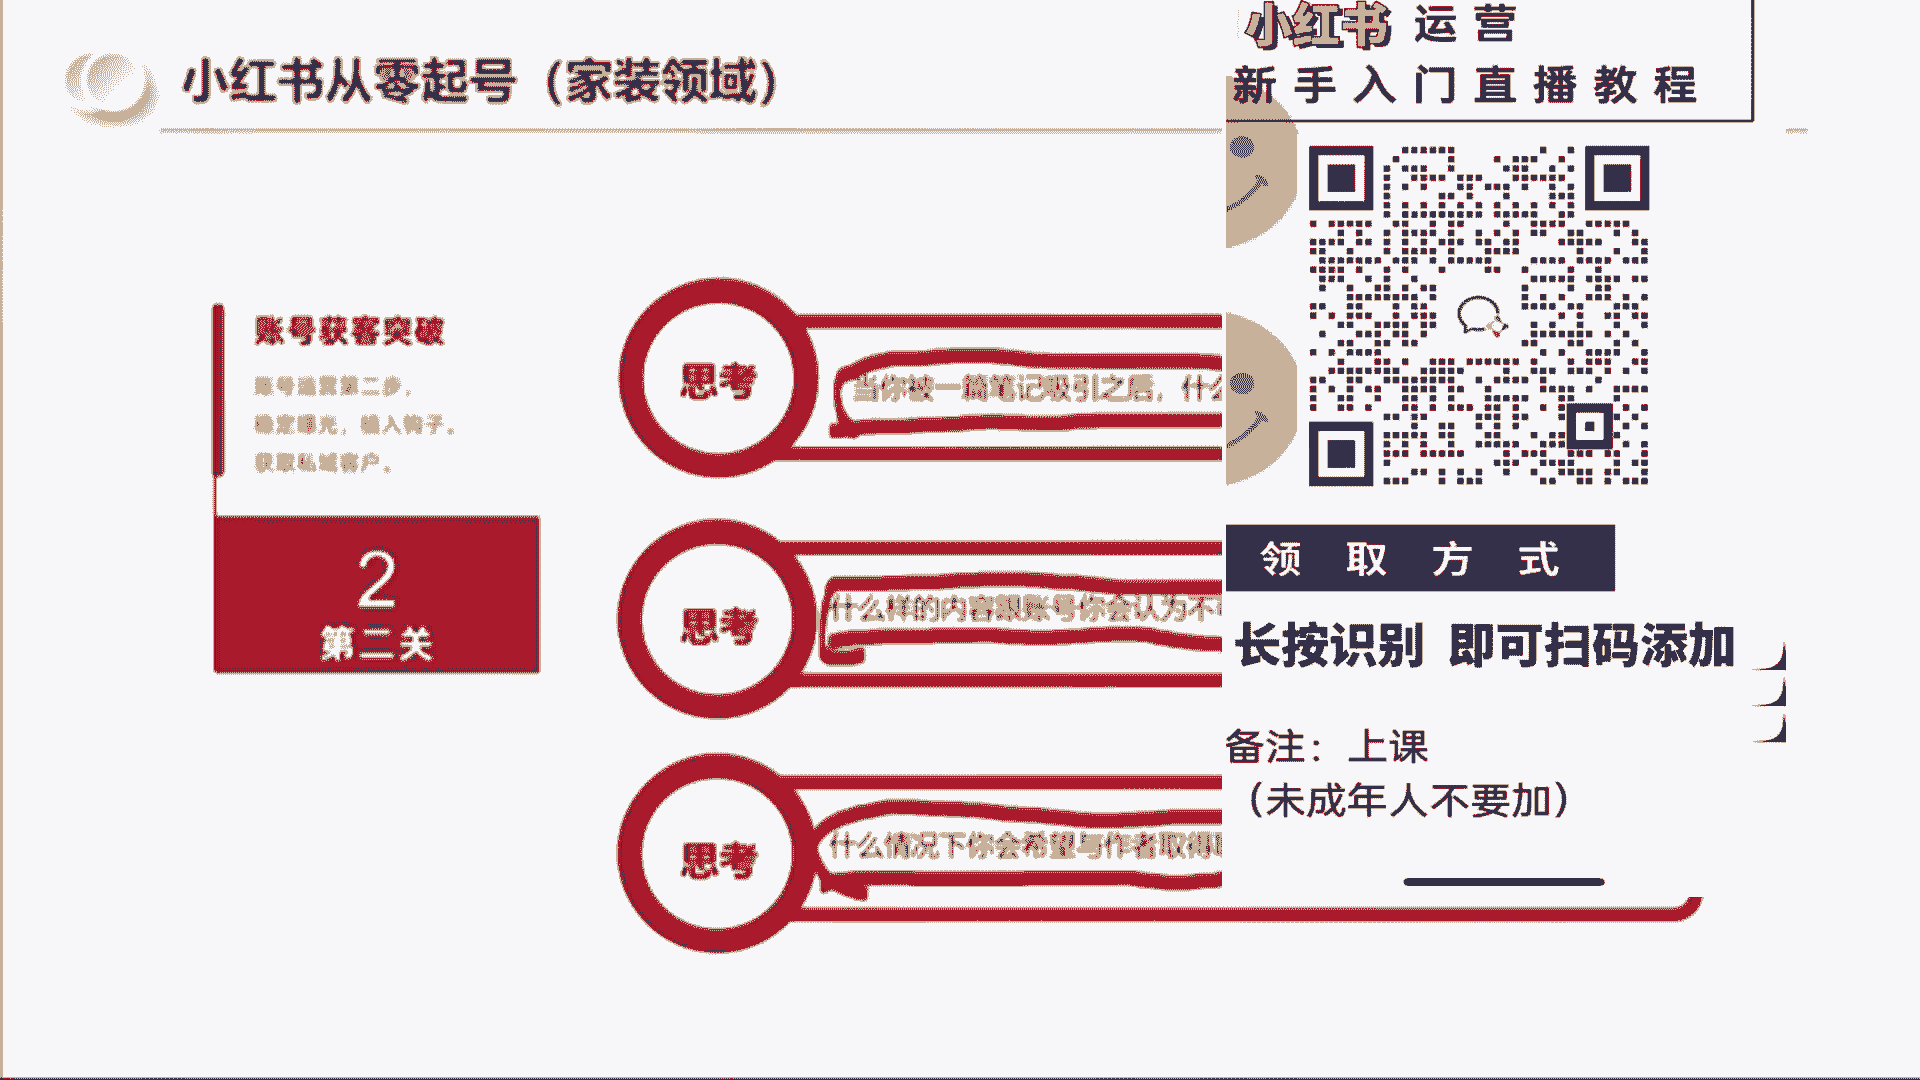 小红书从零起号（家装领域）
账号获客突破
账号运营第二步，
稳定曝光，植入钩子。
获取私域客户。
2
第二关
思考
当你被一篇笔记吸引之后，什么
思考
什么样的内容跟账号你会认为不
思考
什么情况下你会希望与作者取得
小红书 运营
新手入门直播教程
领取方式
长按识别 即可扫码添加
备注：上课
（未成年人不要加）